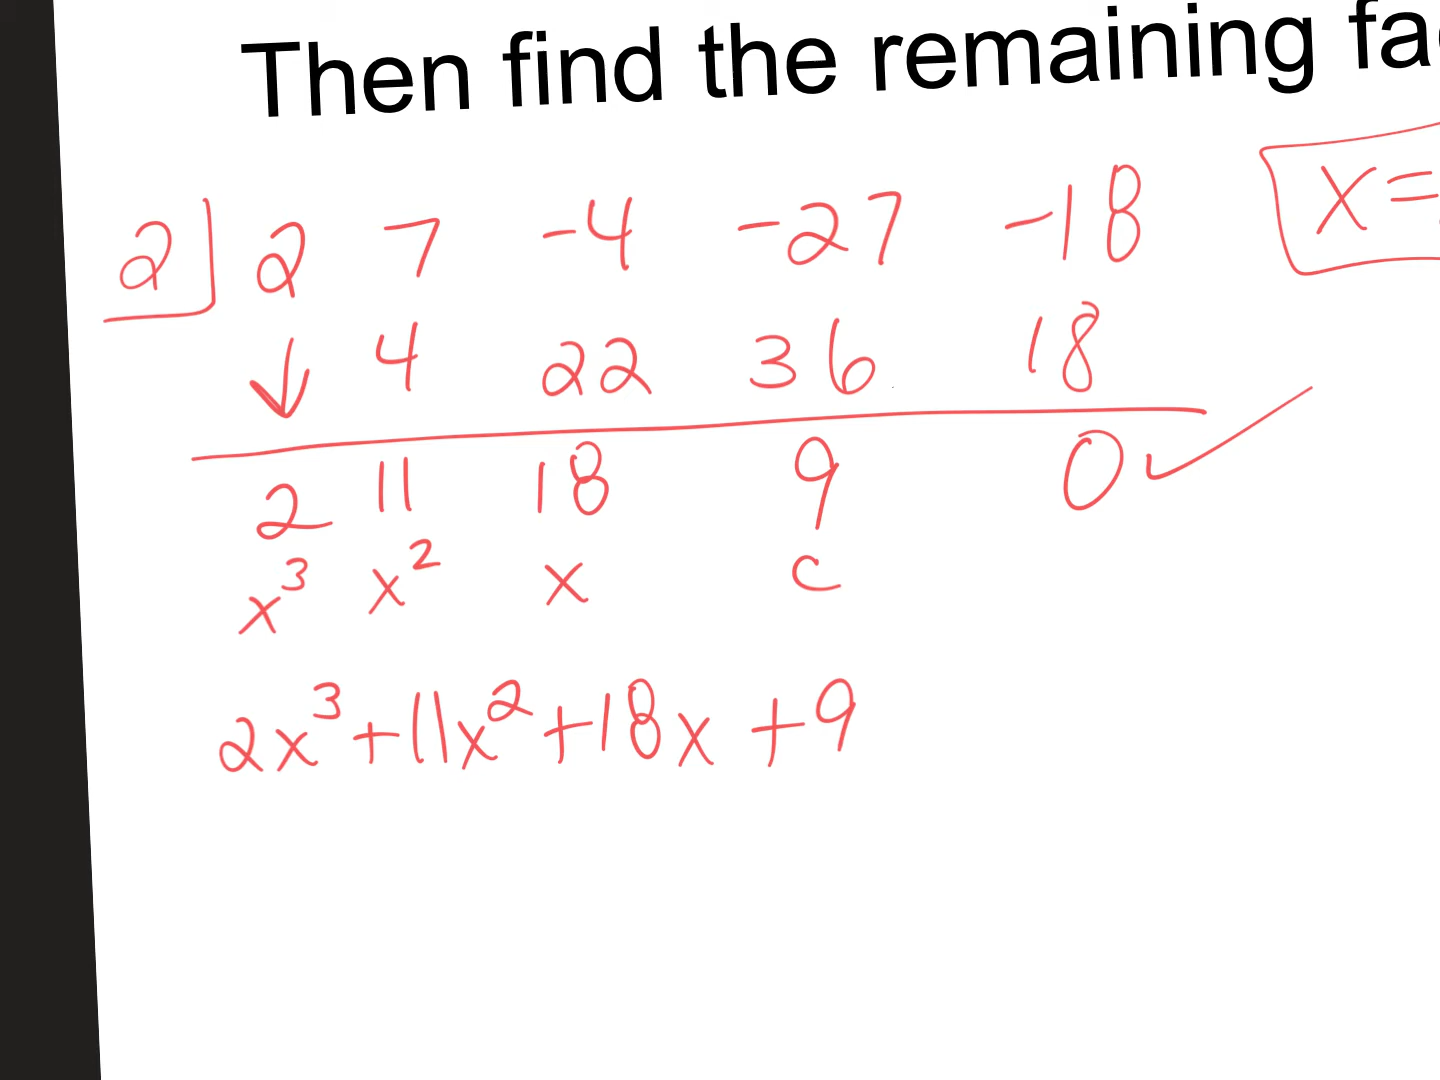 Then find the remaining
2 2 7 -4 -27 -18 x=
4 22 36 18
2 11 18 9 0
x³ x² x c
2x³+11x²+18x+9